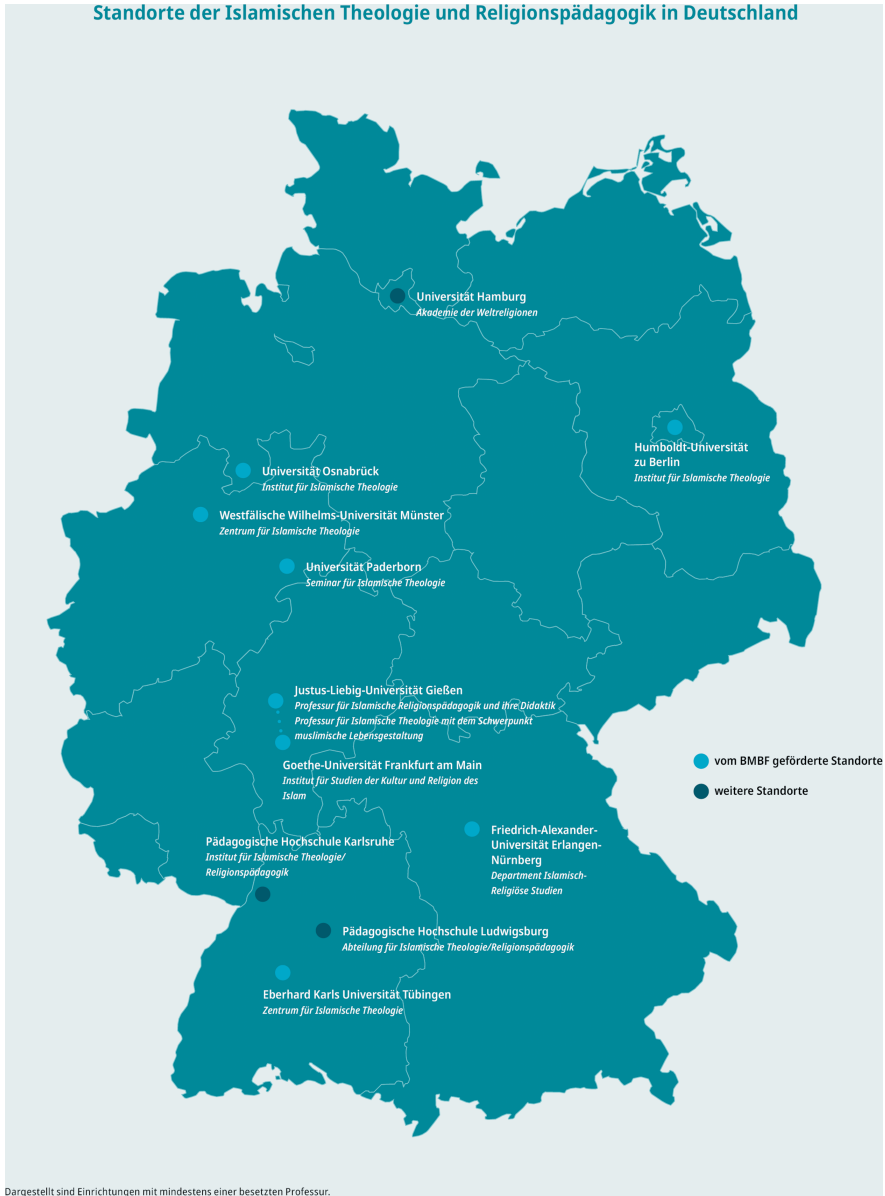 Standorte der Islamischen Theologie und Religionspädagogik in Deutschland
Universität Hamburg
Akademie der Weltreligionen
Humboldt-Universität
zu Berlin
Institut für Islamische Theologie
Universität Osnabrück
Institut für Islamische Theologie
Westfälische Wilhelms-Universität Münster
Zentrum für Islamische Theologie
Universität Paderborn
Seminar für Islamische Theologie
Justus-Liebig-Universität Gießen
Professur für Islamische Religionspädagogik und ihre Didaktik
Professur für Islamische Theologie mit dem Schwerpunkt
muslimische Lebensgestaltung
Goethe-Universität Frankfurt am Main
Institut für Studien der Kultur und Religion des
Islam
vom BMBF geförderte Standorte
weitere Standorte
Friedrich-Alexander-
Universität Erlangen-
Nürnberg
Department Islamisch-
Religiöse Studien
Pädagogische Hochschule Karlsruhe
Institut für Islamische Theologie/
Religionspädagogik
Pädagogische Hochschule Ludwigsburg
Abteilung für Islamische Theologie/Religionspädagogik
Eberhard Karls Universität Tübingen
Zentrum für Islamische Theologie
Dargestellt sind Einrichtungen mit mindestens einer besetzten Professur.